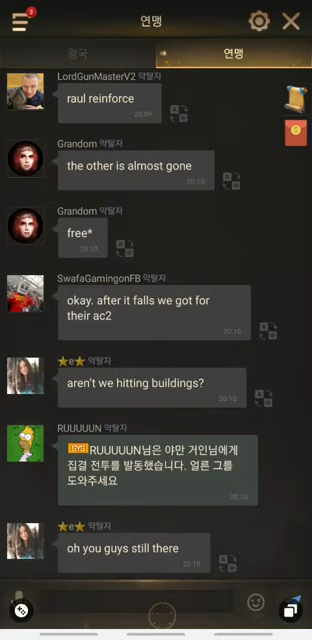 3
연맹
왕국
연맹
LordGunMasterV2 약탈자
raul reinforce
20:09
Grandom 약탈자
the other is almost gone
20:10
Grandom 약탈자
free*
20:10
SwafaGamingonFB 약탈자
okay. after it falls we got for
their ac2
20:10
★e★ 약탈자
aren't we hitting buildings?
20:10
RUUUUUN 약탈자
SYS RUUUUUN님은 야만 거인님에게
집결 전투를 발동했습니다. 얼른 그를
도와주세요
20:10
★e★ 약탈자
oh you guys still there
20:10